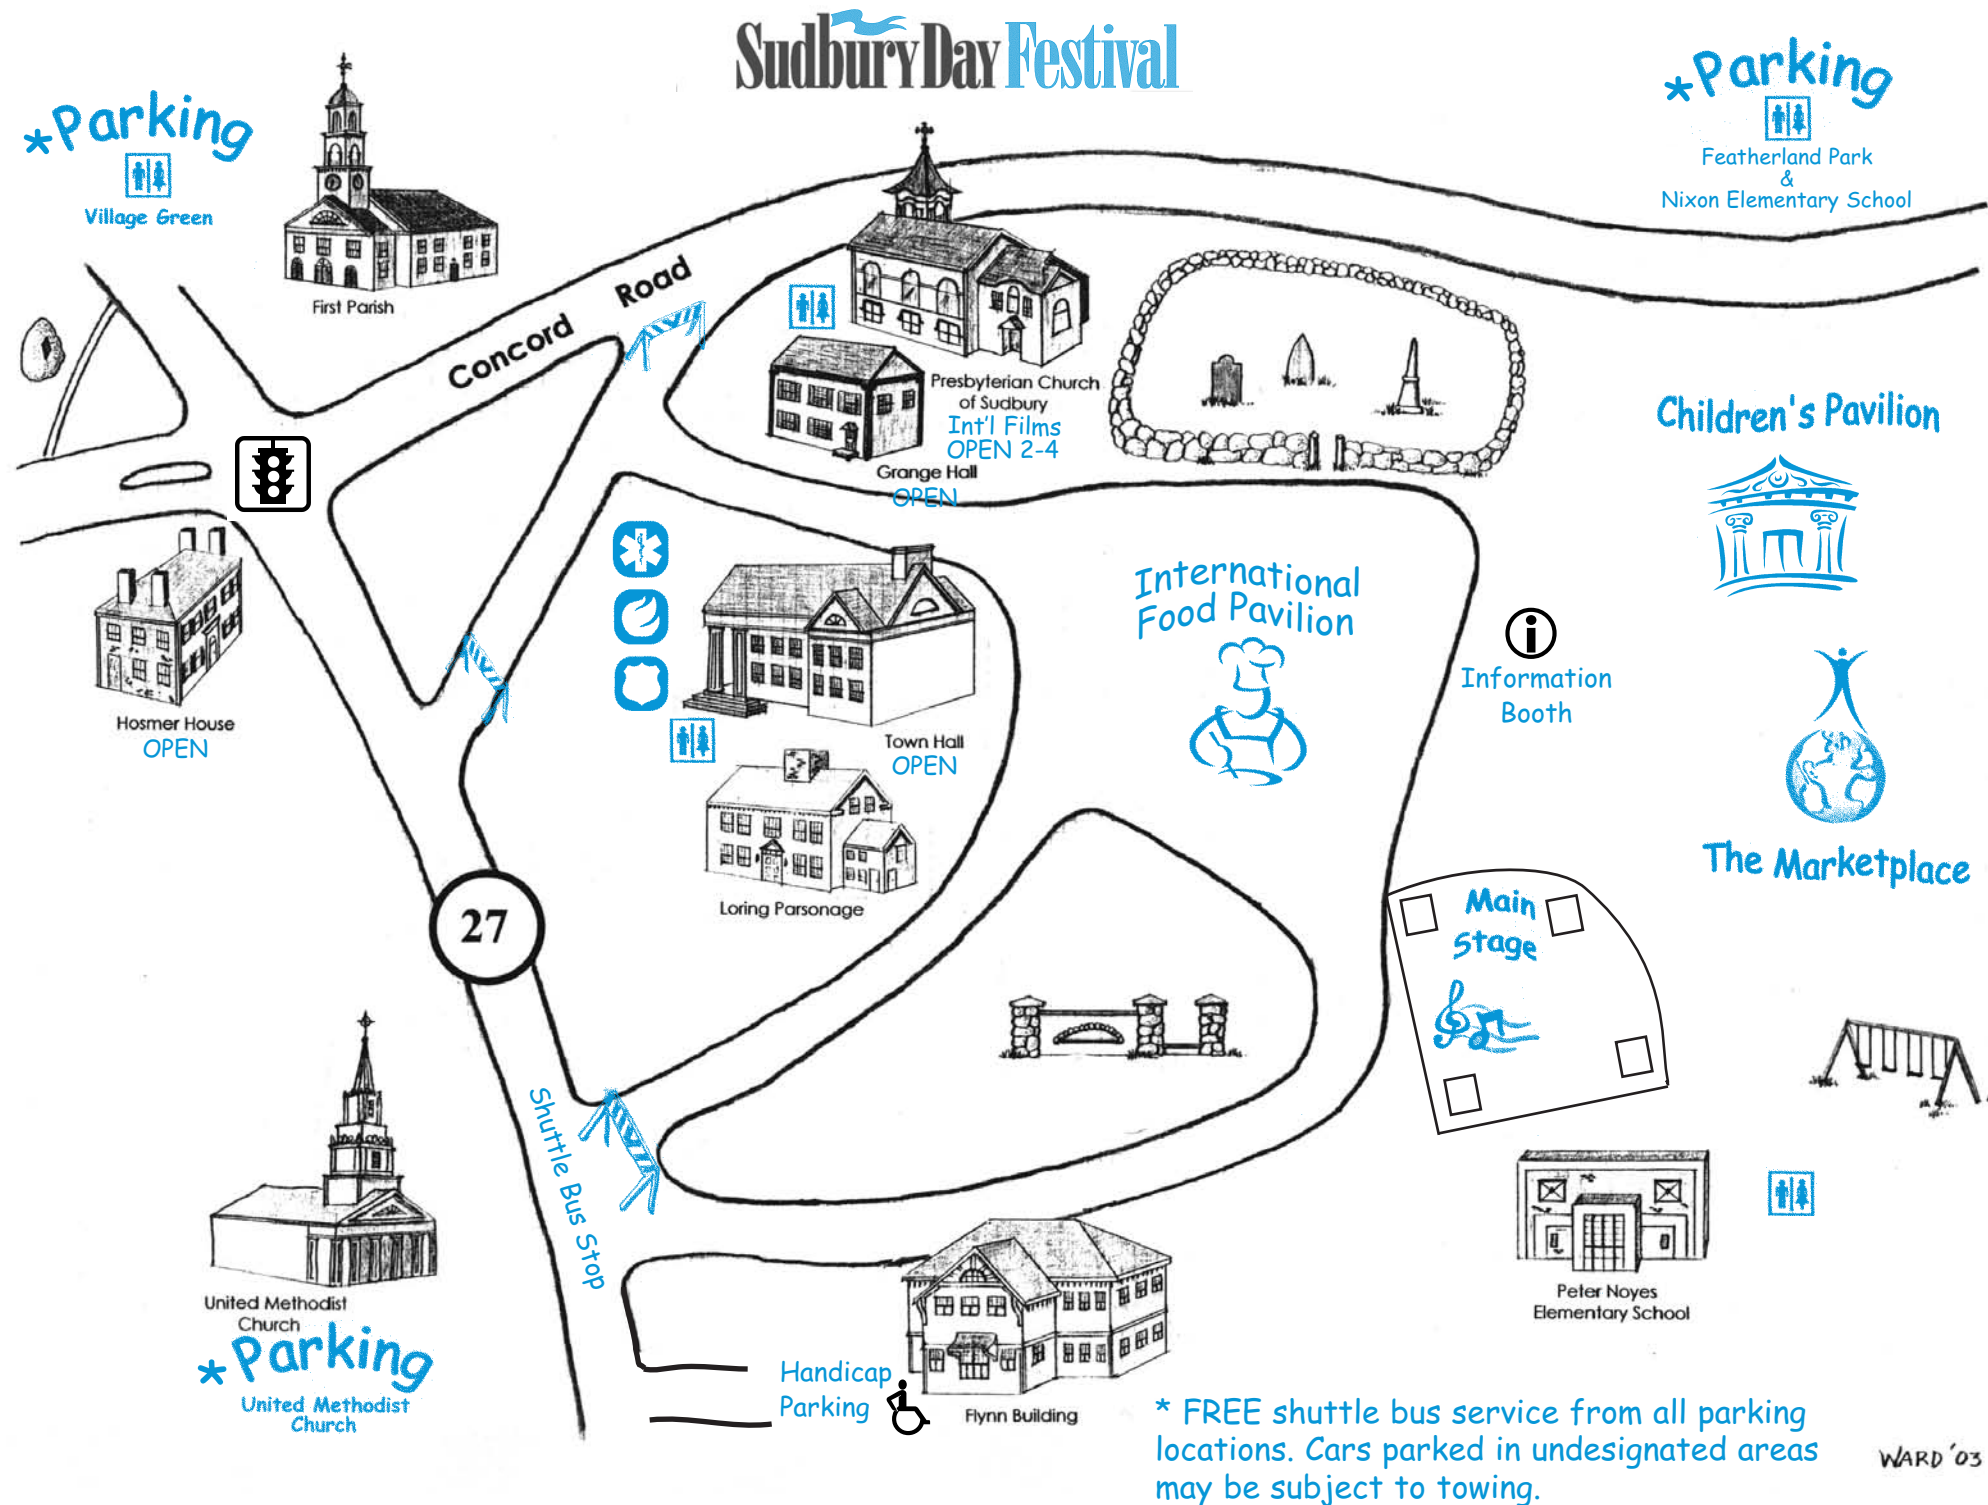 Sudbury Day Festival
*Parking
Village Green
First Parish
*Parking
Featherland Park
&
Nixon Elementary School
Concord Road
Presbyterian Church
of Sudbury
Int'l Films
OPEN 2-4
Grange Hall
OPEN
Children's Pavilion
International
Food Pavilion
Information
Booth
Hosmer House
OPEN
Town Hall
OPEN
Loring Parsonage
The Marketplace
27
Main
Stage
Shuttle Bus Stop
United Methodist
Church
*Parking
United Methodist
Church
Peter Noyes
Elementary School
Handicap
Parking
Flynn Building
* FREE shuttle bus service from all parking
locations. Cars parked in undesignated areas
may be subject to towing.
WARD '03